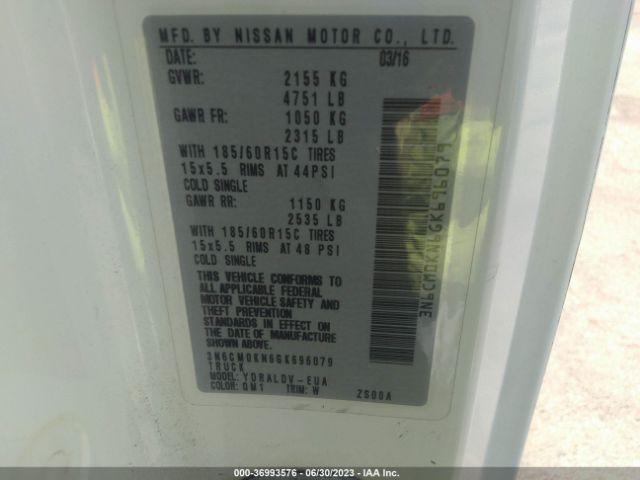 MFD. BY NISSAN MOTOR CO., LTD.
DATE: 03/16
GVWR: 2155 KG
4751 LB
GAWR FR: 1050 KG
2315 LB
WITH 185/60R15C TIRES
15x5.5 RIMS AT 44PSI
COLD SINGLE
GAWR RR: 1150 KG
2535 LB
WITH 185/60R15C TIRES
15x5.5 RIMS AT 48 PSI
COLD SINGLE
THIS VEHICLE CONFORMS TO
ALL APPLICABLE FEDERAL
MOTOR VEHICLE SAFETY AND
THEFT PREVENTION
STANDARDS IN EFFECT ON
THE DATE OF MANUFACTURE
SHOWN ABOVE.
3N6CM0KN6GK696079
TRUCK
MODEL: YDRALDV-EUA
COLOR: QM1 TRIM: W ZS00A
3N6CM0KN6GK696079
000-36993576 / 06/30/2023 - IAA Inc.